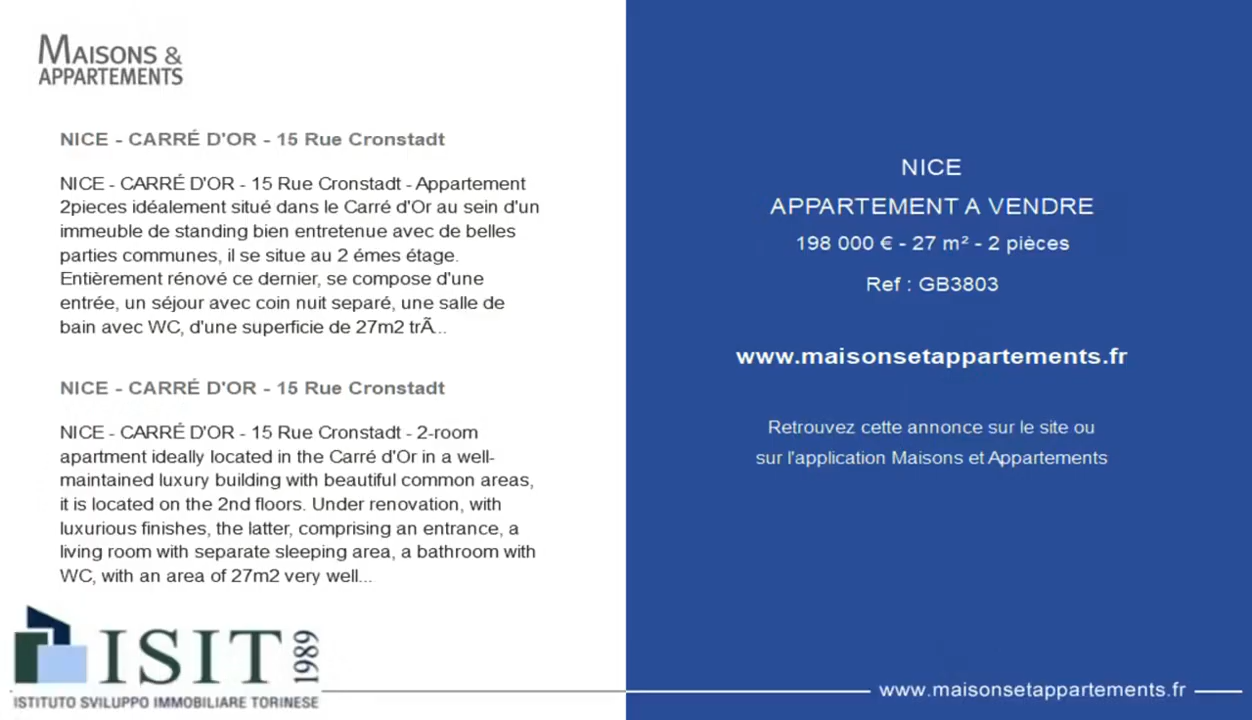 MAISONS &
APPARTEMENTS
NICE - CARRÉ D'OR - 15 Rue Cronstadt
NICE - CARRÉ D'OR - 15 Rue Cronstadt - Appartement
2pieces idéalement situé dans le Carré d'Or au sein d'un
immeuble de standing bien entretenue avec de belles
parties communes, il se situe au 2 émes étage.
Entièrement rénové ce dernier, se compose d'une
entrée, un séjour avec coin nuit separé, une salle de
bain avec WC, d'une superficie de 27m2 trÃ...
NICE - CARRÉ D'OR - 15 Rue Cronstadt
NICE - CARRÉ D'OR - 15 Rue Cronstadt - 2-room
apartment ideally located in the Carré d'Or in a well-
maintained luxury building with beautiful common areas,
it is located on the 2nd floors. Under renovation, with
luxurious finishes, the latter, comprising an entrance, a
living room with separate sleeping area, a bathroom with
WC, with an area of 27m2 very well...
ISIT 1989
ISTITUTO SVILUPPO IMMOBILIARE TORINESE
NICE
APPARTEMENT A VENDRE
198 000 € - 27 m² - 2 pièces
Ref : GB3803
www.maisonsetappartements.fr
Retrouvez cette annonce sur le site ou
sur l'application Maisons et Appartements
www.maisonsetappartements.fr